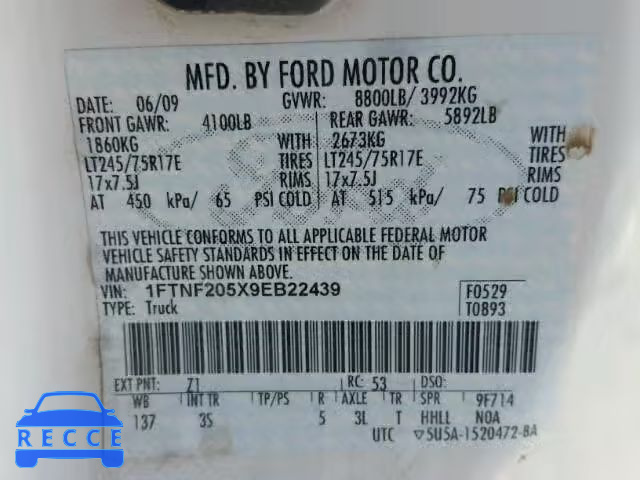 MFD. BY FORD MOTOR CO.
DATE: 06/09 GVWR: 8800LB/ 3992KG
FRONT GAWR: 4100LB REAR GAWR: 5892LB
1860KG WITH 2673KG WITH
LT245/75R17E TIRES LT245/75R17E TIRES
17x7.5J RIMS 17x7.5J RIMS
AT 450 kPa/ 65 PSI COLD AT 515 kPa/ 75 PSI COLD
THIS VEHICLE CONFORMS TO ALL APPLICABLE FEDERAL MOTOR
VEHICLE SAFETY STANDARDS IN EFFECT ON THE DATE OF
MANUFACTURE SHOWN ABOVE.
VIN: 1FTNF205X9EB22439 F0529
TYPE: Truck T0893
EXT PNT: Z1 RC: 53 DSO:
WB INT TR TP/PS R AXLE TR SPR 9F714
137 3S 5 3L T HHLL NOA
UTC ▽5U5A-1520472-BA
RECCE